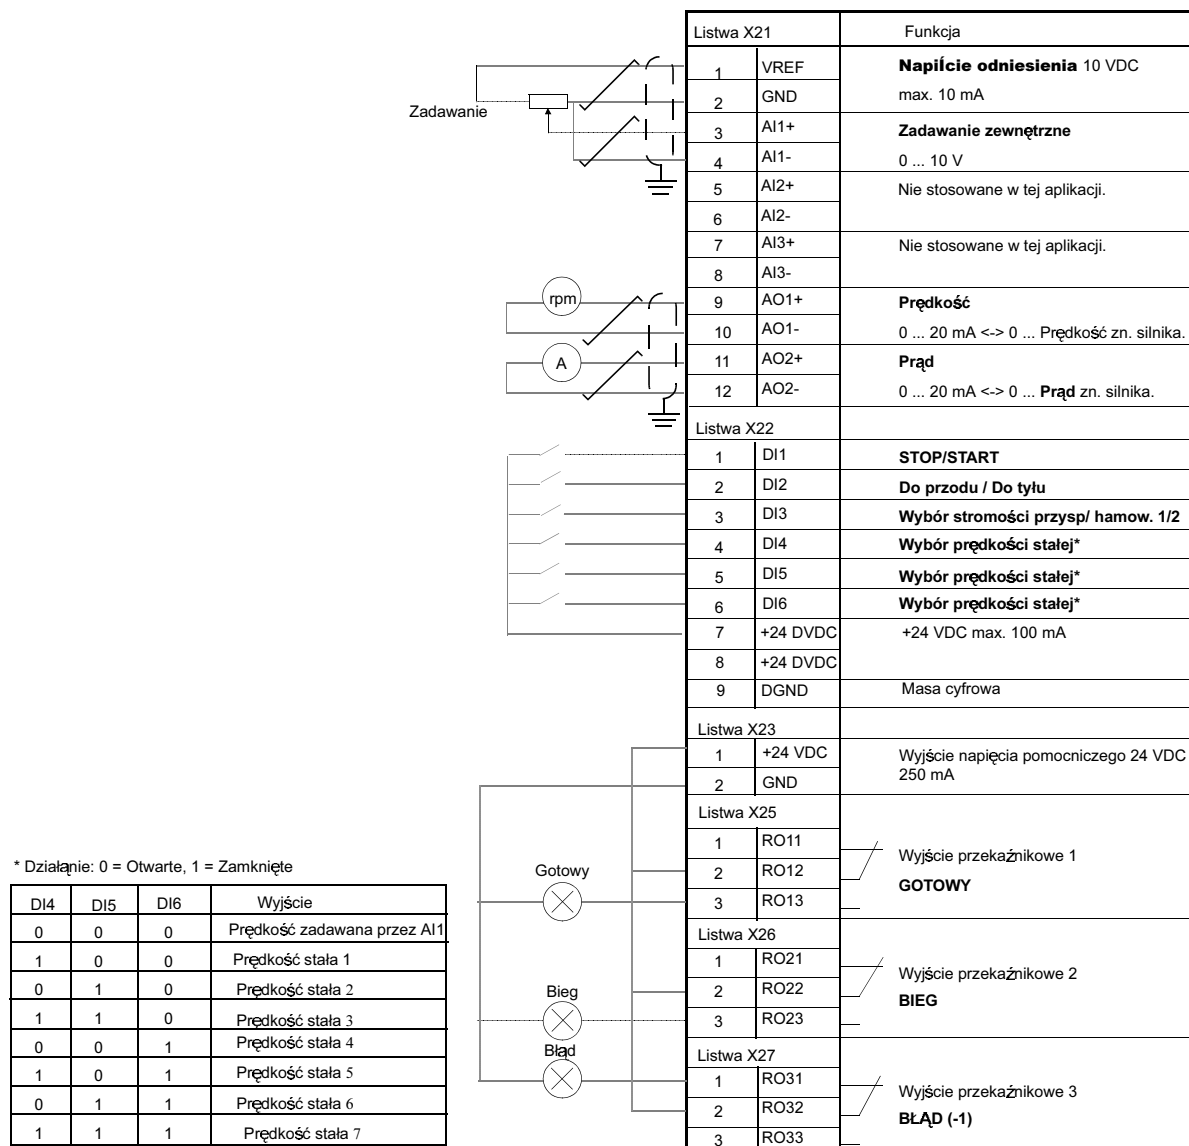 Listwa X21 Funkcja
1 VREF Napiÿcie odniesienia 10 VDC
2 GND max. 10 mA
Zadawanie
3 AI1+ Zadawanie zewnętrzne
4 AI1- 0 ... 10 V
5 AI2+ Nie stosowane w tej aplikacji.
6 AI2-
7 AI3+ Nie stosowane w tej aplikacji.
8 AI3-
rpm
9 AO1+ Prędkość
10 AO1- 0 ... 20 mA <-> 0 ... Prędkość zn. silnika.
A
11 AO2+ Prąd
12 AO2- 0 ... 20 mA <-> 0 ... Prąd zn. silnika.
Listwa X22
1 DI1 STOP/START
2 DI2 Do przodu / Do tyłu
3 DI3 Wybór stromości przysp/ hamow. 1/2
4 DI4 Wybór prędkości stałej*
5 DI5 Wybór prędkości stałej*
6 DI6 Wybór prędkości stałej*
7 +24 DVDC +24 VDC max. 100 mA
8 +24 DVDC
9 DGND Masa cyfrowa
Listwa X23
1 +24 VDC Wyjście napięcia pomocniczego 24 VDC
2 GND 250 mA
Listwa X25
1 RO11 Wyjście przekaźnikowe 1
2 RO12 GOTOWY
3 RO13
Gotowy
Listwa X26
1 RO21 Wyjście przekaźnikowe 2
2 RO22 BIEG
3 RO23
Bieg
Błąd
Listwa X27
1 RO31 Wyjście przekaźnikowe 3
2 RO32 BŁĄD (-1)
3 RO33
* Działąnie: 0 = Otwarte, 1 = Zamknięte
DI4 DI5 DI6 Wyjście
0 0 0 Prędkość zadawana przez AI1
1 0 0 Prędkość stała 1
0 1 0 Prędkość stała 2
1 1 0 Prędkość stała 3
0 0 1 Prędkość stała 4
1 0 1 Prędkość stała 5
0 1 1 Prędkość stała 6
1 1 1 Prędkość stała 7